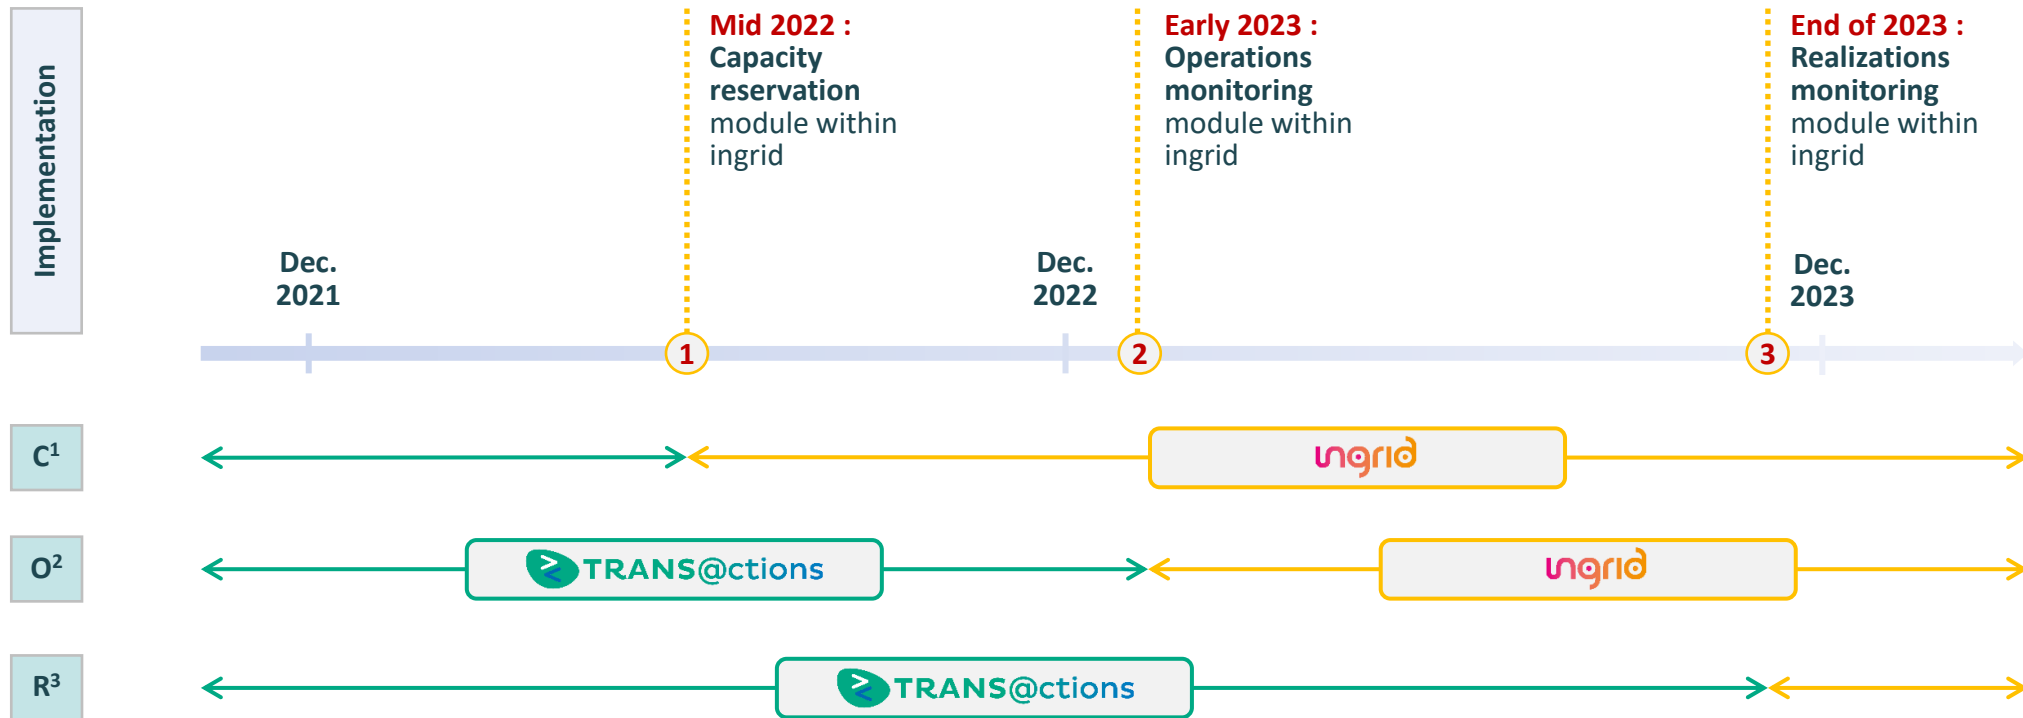 Implementation
Mid 2022 :
Capacity
reservation
module within
ingrid
Early 2023 :
Operations
monitoring
module within
ingrid
End of 2023 :
Realizations
monitoring
module within
ingrid
Dec.
2021
Dec.
2022
Dec.
2023
1
2
3
C¹
ingrid
O²
TRANS@ctions
ingrid
R³
TRANS@ctions